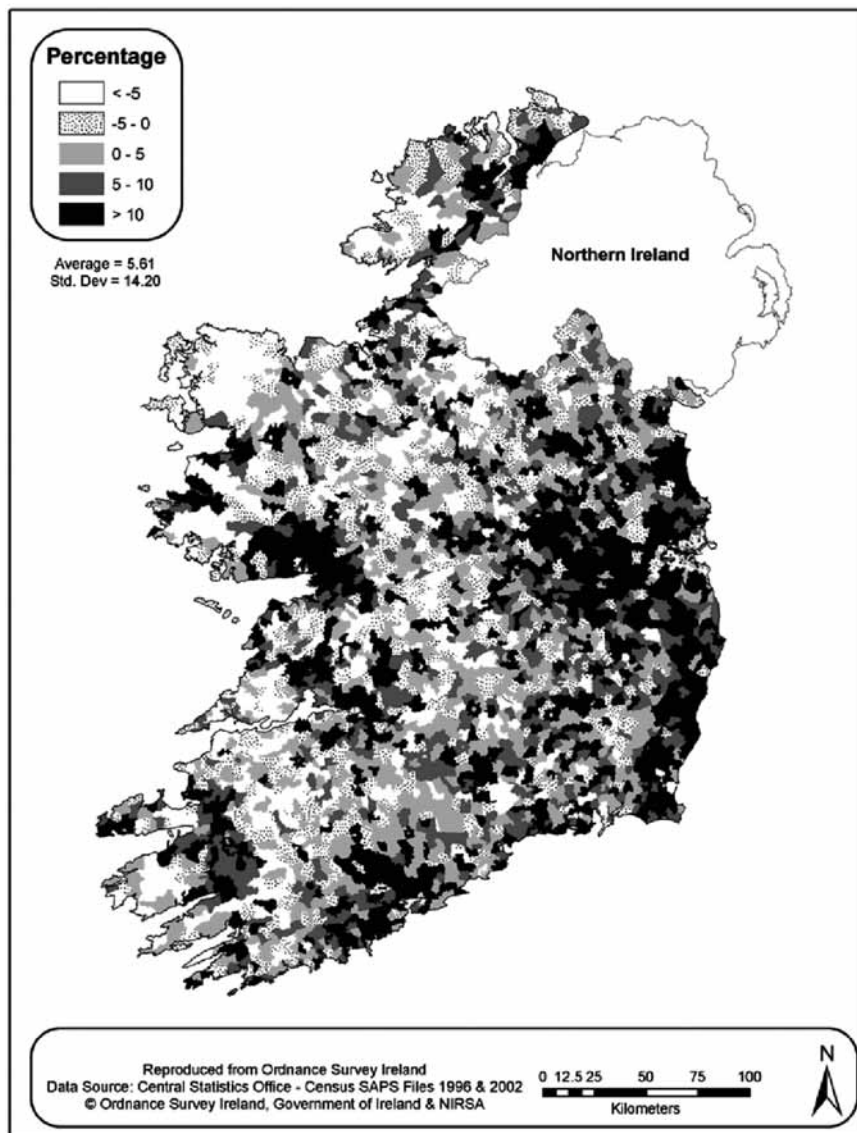 Percentage
< -5
-5 - 0
0 - 5
5 - 10
> 10
Average = 5.61
Std. Dev = 14.20
Northern Ireland
Reproduced from Ordnance Survey Ireland
Data Source: Central Statistics Office - Census SAPS Files 1996 & 2002
© Ordnance Survey Ireland, Government of Ireland & NIRSA
0 12.5 25 50 75 100
Kilometers
N